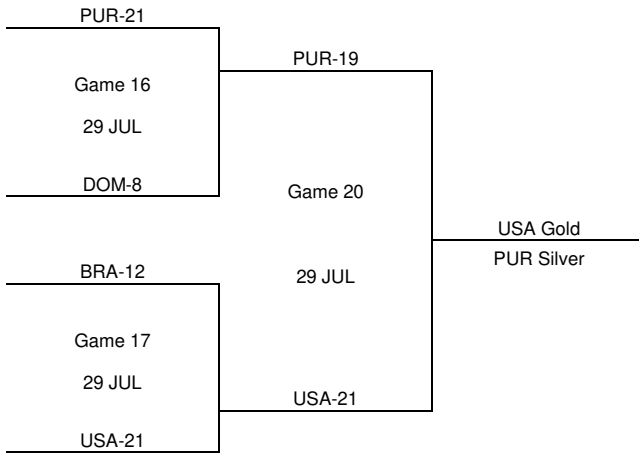 PUR-21
Game 16
29 JUL
DOM-8
BRA-12
Game 17
29 JUL
USA-21
PUR-19
Game 20
29 JUL
USA-21
USA Gold
PUR Silver